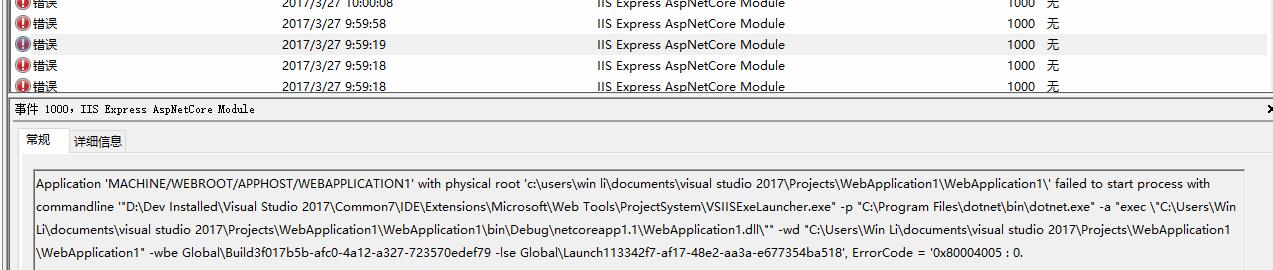 错误 2017/3/27 10:00:08 IIS Express AspNetCore Module 1000 无
错误 2017/3/27 9:59:58 IIS Express AspNetCore Module 1000 无
错误 2017/3/27 9:59:19 IIS Express AspNetCore Module 1000 无
错误 2017/3/27 9:59:18 IIS Express AspNetCore Module 1000 无
错误 2017/3/27 9:59:18 IIS Express AspNetCore Module 1000 无
事件 1000，IIS Express AspNetCore Module
常规 详细信息
Application 'MACHINE/WEBROOT/APPHOST/WEBAPPLICATION1' with physical root 'c:\users\win li\documents\visual studio 2017\Projects\WebApplication1\WebApplication1\' failed to start process with
commandline '"D:\Dev Installed\Visual Studio 2017\Common7\IDE\Extensions\Microsoft\Web Tools\ProjectSystem\VSIISExeLauncher.exe" -p "C:\Program Files\dotnet\bin\dotnet.exe" -a "exec \"C:\Users\Win
Li\documents\visual studio 2017\Projects\WebApplication1\WebApplication1\bin\Debug\netcoreapp1.1\WebApplication1.dll\"" -wd "C:\Users\Win Li\documents\visual studio 2017\Projects\WebApplication1
\WebApplication1" -wbe Global\Build3f017b5b-afc0-4a12-a327-723570edef79 -lse Global\Launch113342f7-af17-48e2-aa3a-e677354ba518', ErrorCode = '0x80004005 : 0.